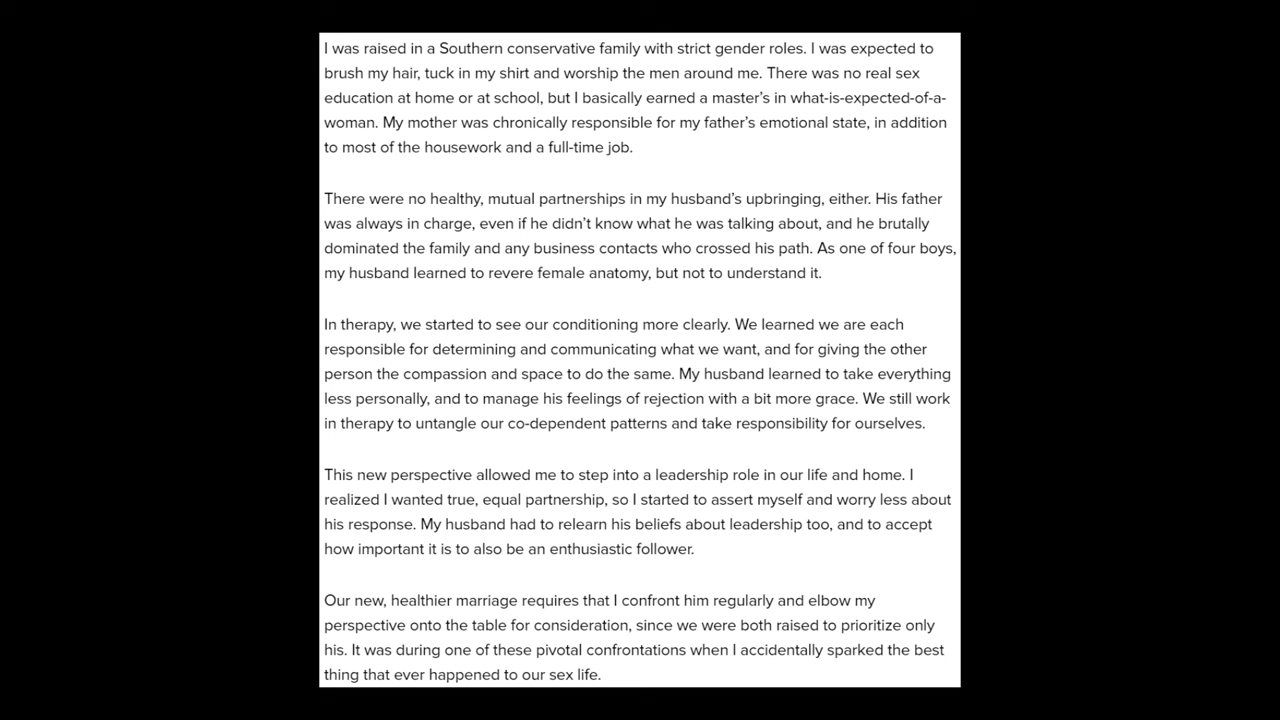 I was raised in a Southern conservative family with strict gender roles. I was expected to
brush my hair, tuck in my shirt and worship the men around me. There was no real sex
education at home or at school, but I basically earned a master’s in what-is-expected-of-a-
woman. My mother was chronically responsible for my father’s emotional state, in addition
to most of the housework and a full-time job.
There were no healthy, mutual partnerships in my husband’s upbringing, either. His father
was always in charge, even if he didn’t know what he was talking about, and he brutally
dominated the family and any business contacts who crossed his path. As one of four boys,
my husband learned to revere female anatomy, but not to understand it.
In therapy, we started to see our conditioning more clearly. We learned we are each
responsible for determining and communicating what we want, and for giving the other
person the compassion and space to do the same. My husband learned to take everything
less personally, and to manage his feelings of rejection with a bit more grace. We still work
in therapy to untangle our co-dependent patterns and take responsibility for ourselves.
This new perspective allowed me to step into a leadership role in our life and home. I
realized I wanted true, equal partnership, so I started to assert myself and worry less about
his response. My husband had to relearn his beliefs about leadership too, and to accept
how important it is to also be an enthusiastic follower.
Our new, healthier marriage requires that I confront him regularly and elbow my
perspective onto the table for consideration, since we were both raised to prioritize only
his. It was during one of these pivotal confrontations when I accidentally sparked the best
thing that ever happened to our sex life.